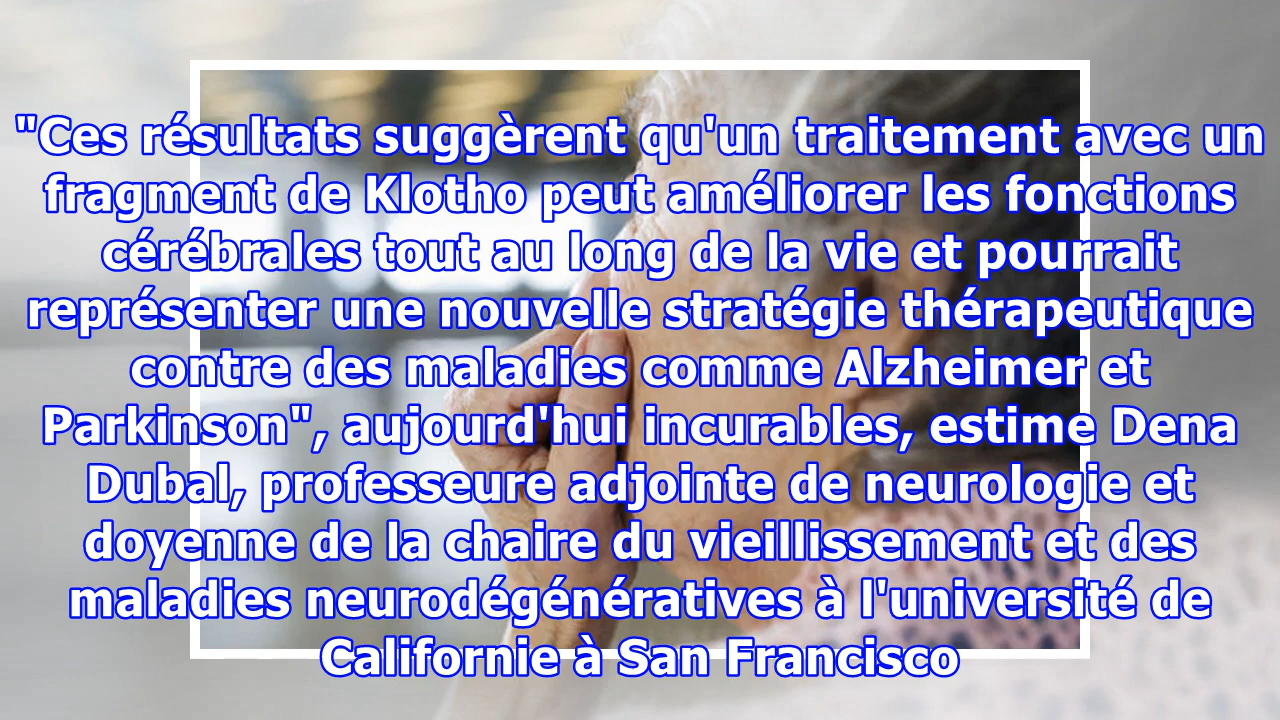 "Ces résultats suggèrent qu'un traitement avec un
fragment de Klotho peut améliorer les fonctions
cérébrales tout au long de la vie et pourrait
représenter une nouvelle stratégie thérapeutique
contre des maladies comme Alzheimer et
Parkinson", aujourd'hui incurables, estime Dena
Dubal, professeure adjointe de neurologie et
doyenne de la chaire du vieillissement et des
maladies neurodégénératives à l'université de
Californie à San Francisco